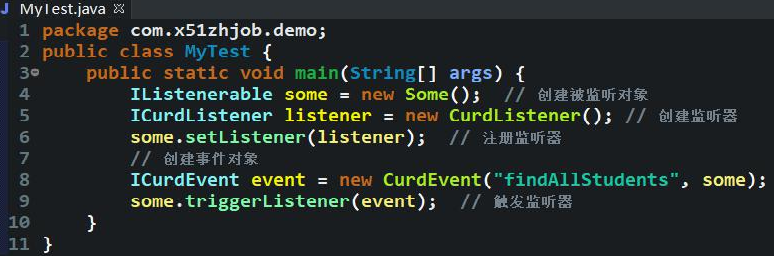 MyTest.java
1 package com.x51zhjob.demo;
2 public class MyTest {
3 public static void main(String[] args) {
4 IListenerable some = new Some(); // 创建被监听对象
5 ICurdListener listener = new CurdListener(); // 创建监听器
6 some.setListener(listener); // 注册监听器
7 // 创建事件对象
8 ICurdEvent event = new CurdEvent("findAllStudents", some);
9 some.triggerListener(event); // 触发监听器
10 }
11 }